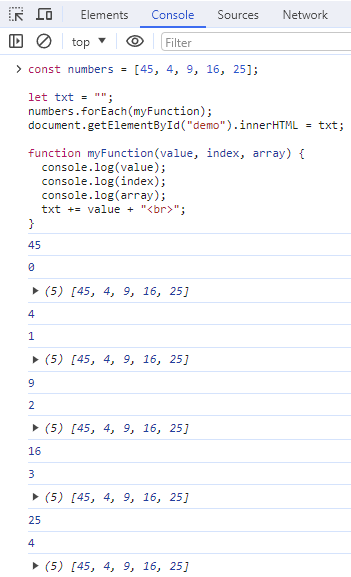 Elements Console Sources Network
top ▼ Filter
> const numbers = [45, 4, 9, 16, 25];
let txt = "";
numbers.forEach(myFunction);
document.getElementById("demo").innerHTML = txt;
function myFunction(value, index, array) {
  console.log(value);
  console.log(index);
  console.log(array);
  txt += value + "<br>";
}
45
0
▶ (5) [45, 4, 9, 16, 25]
4
1
▶ (5) [45, 4, 9, 16, 25]
9
2
▶ (5) [45, 4, 9, 16, 25]
16
3
▶ (5) [45, 4, 9, 16, 25]
25
4
▶ (5) [45, 4, 9, 16, 25]